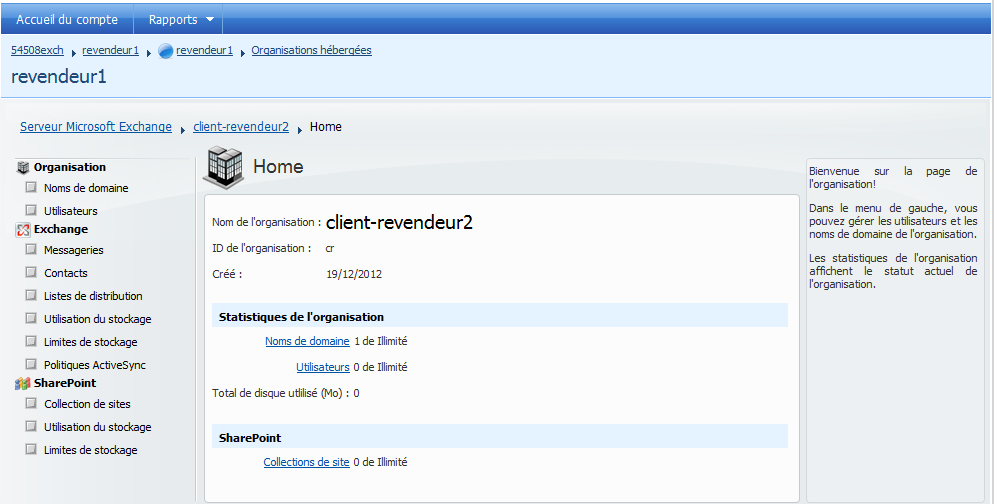 Accueil du compte Rapports
54508exch revendeur1 revendeur1 Organisations hébergées
revendeur1
Serveur Microsoft Exchange client-revendeur2 Home
Organisation
Noms de domaine
Utilisateurs
Exchange
Messageries
Contacts
Listes de distribution
Utilisation du stockage
Limites de stockage
Politiques ActiveSync
SharePoint
Collection de sites
Utilisation du stockage
Limites de stockage
Home
Nom de l'organisation : client-revendeur2
ID de l'organisation : cr
Créé : 19/12/2012
Statistiques de l'organisation
Noms de domaine 1 de Illimité
Utilisateurs 0 de Illimité
Total de disque utlilisé (Mo) : 0
SharePoint
Collections de site 0 de Illimité
Bienvenue sur la page de
l'organisation!
Dans le menu de gauche, vous
pouvez gérer les utilisateurs et les
noms de domaine de l'organisation.
Les statistiques de l'organisation
affichent le statut actuel de
l'organisation.